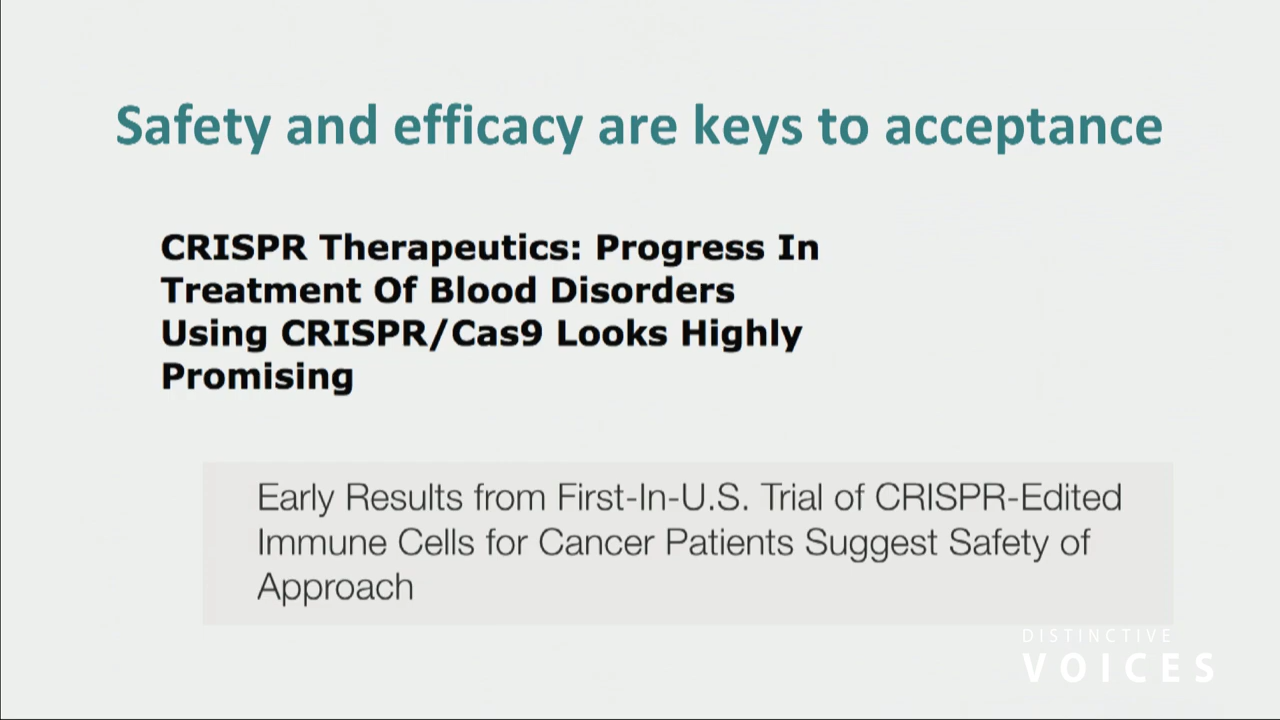 Safety and efficacy are keys to acceptance
CRISPR Therapeutics: Progress In
Treatment Of Blood Disorders
Using CRISPR/Cas9 Looks Highly
Promising
Early Results from First-In-U.S. Trial of CRISPR-Edited
Immune Cells for Cancer Patients Suggest Safety of
Approach
DISTINCTIVE
VOICES